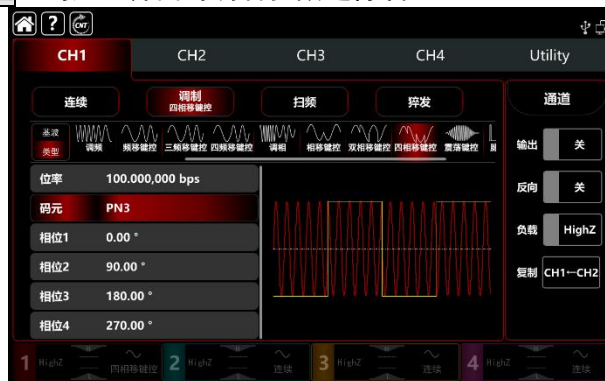 ? CNT
CH1 CH2 CH3 CH4 Utility
连续 调制 扫频 猝发 通道
四相移键控
基波
类型 调频 频移键控 三频移键控 四频移键控 调相 相移键控 双相移键控 四相移键控 震荡键控
输出 关
位率 100.000,000 bps
反向 关
码元 PN3
负载 HighZ
相位1 0.00 °
相位2 90.00 °
复制 CH1←CH2
相位3 180.00 °
相位4 270.00 °
1 HighZ 四相移键控 2 HighZ 连续 3 HighZ 连续 4 HighZ 连续